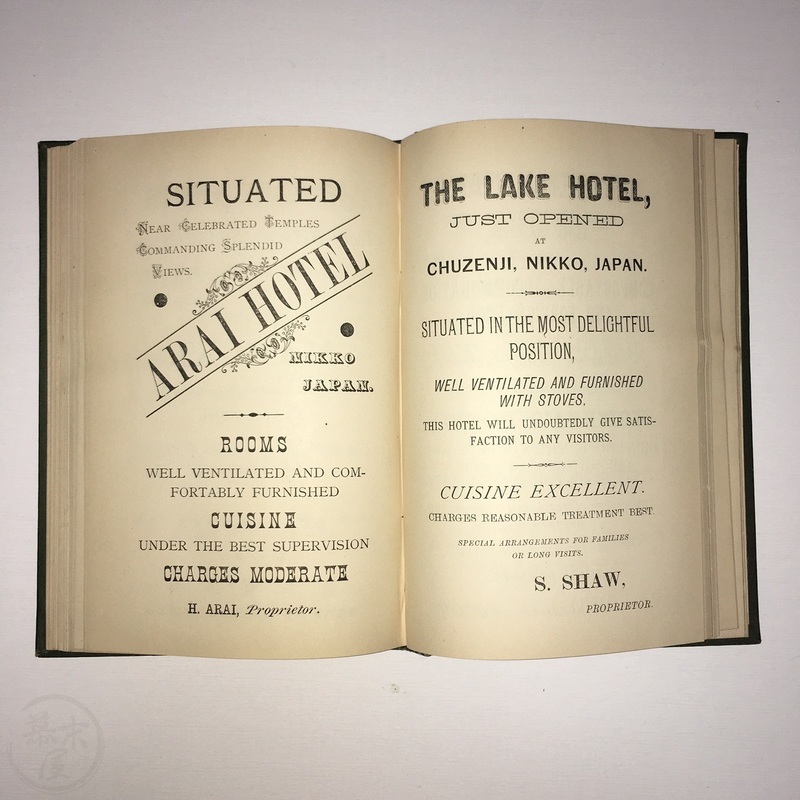 SITUATED
NEAR CELEBRATED TEMPLES
COMMANDING SPLENDID
VIEWS.
ARAI HOTEL
NIKKO
JAPAN.
ROOMS
WELL VENTILATED AND COM-
FORTABLY FURNISHED
CUISINE
UNDER THE BEST SUPERVISION
CHARGES MODERATE
H. ARAI, Proprietor.
THE LAKE HOTEL,
JUST OPENED
AT
CHUZENJI, NIKKO, JAPAN.
SITUATED IN THE MOST DELIGHTFUL
POSITION,
WELL VENTILATED AND FURNISHED
WITH STOVES.
THIS HOTEL WILL UNDOUBTEDLY GIVE SATIS-
FACTION TO ANY VISITORS.
CUISINE EXCELLENT.
CHARGES REASONABLE TREATMENT BEST.
SPECIAL ARRANGEMENTS FOR FAMILIES
OR LONG VISITS.
S. SHAW,
PROPRIETOR.
幕末屋